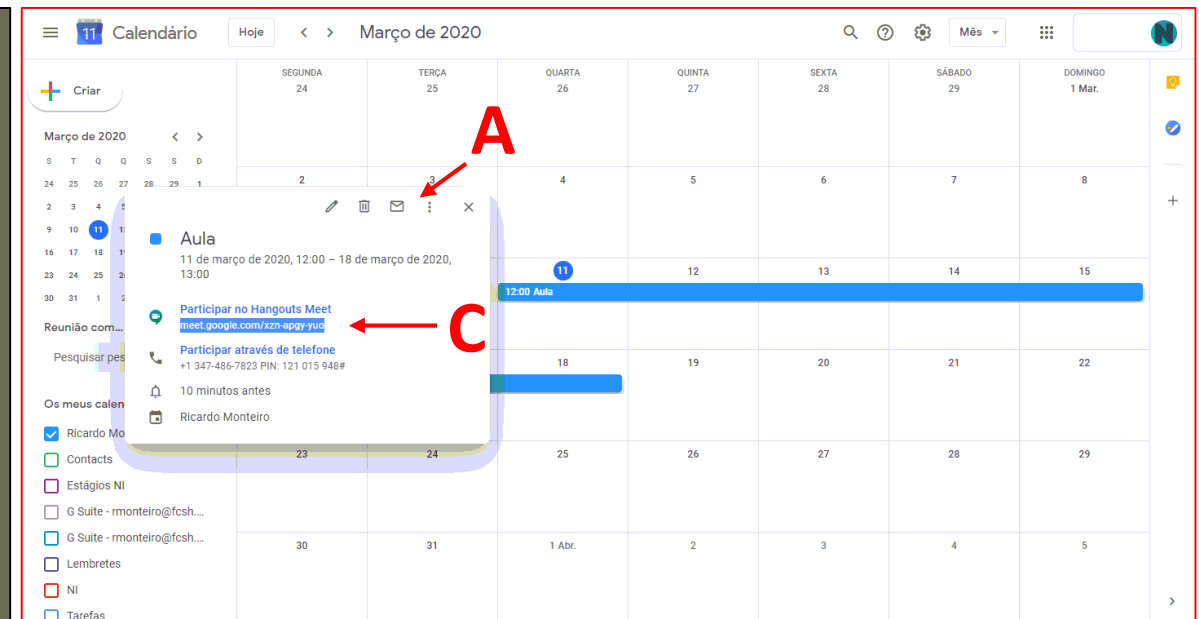 11 Calendário Hoje Março de 2020 Mês N
Criar
Março de 2020
S T Q Q S S D
24 25 26 27 28 29 1
2 3 4
9 10 11
16 17 18
23 24 25
30 31 1
Reunião com...
Pesquisar pes
Os meus calen
Ricardo Mo
Contacts
Estágios NI
G Suite - rmonteiro@fcsh....
G Suite - rmonteiro@fcsh....
Lembretes
NI
Tarefas
SEGUNDA TERÇA QUARTA QUINTA SEXTA SÁBADO DOMINGO
24 25 26 27 28 29 1 Mar.
A
2 3 4 5 6 7 8
11 12 13 14 15
12:00 Aula
18 19 20 21 22
23 24 25 26 27 28 29
30 31 1 Abr. 2 3 4 5
Aula
11 de março de 2020, 12:00 – 18 de março de 2020,
13:00
Participar no Hangouts Meet
meet.google.com/xzn-apgy-yuo
C
Participar através de telefone
+1 347-486-7823 PIN: 121 015 948#
10 minutos antes
Ricardo Monteiro